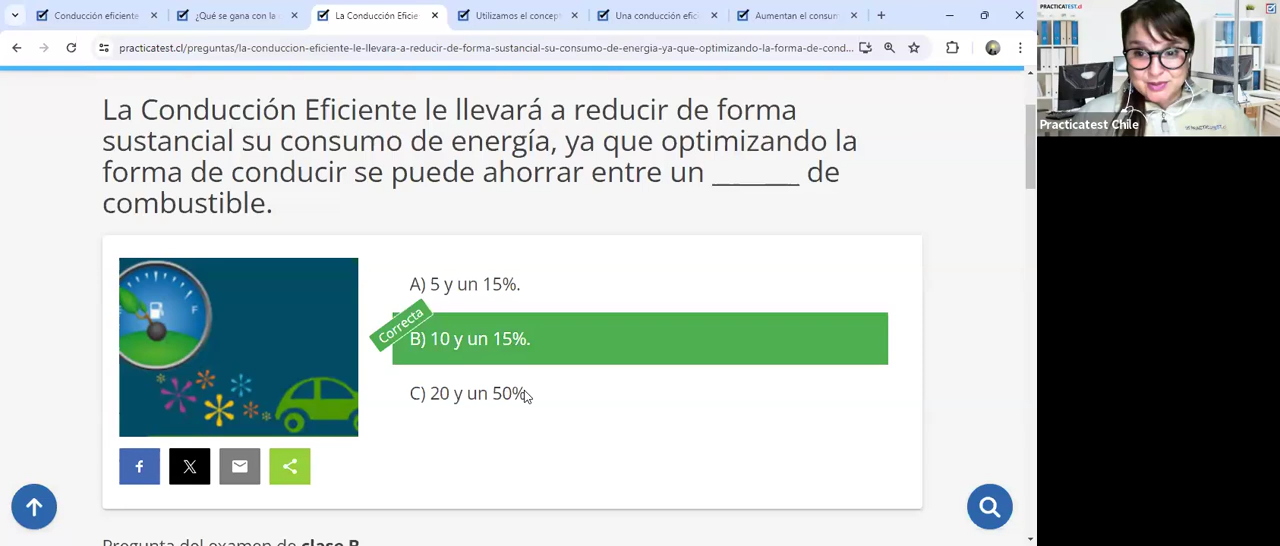 Conducción eficiente
¿Qué se gana con la
La Conducción Eficie
Utilizamos el concept
Una conducción efic
Aumentan el consum
practicatest.cl/preguntas/la-conduccion-eficiente-le-llevara-a-reducir-de-forma-sustancial-su-consumo-de-energia-ya-que-optimizando-la-forma-de-cond...
PRACTICATEST.cl
Practicatest Chile
La Conducción Eficiente le llevará a reducir de forma
sustancial su consumo de energía, ya que optimizando la
forma de conducir se puede ahorrar entre un _______ de
combustible.
F
A) 5 y un 15%.
Correcta
B) 10 y un 15%.
C) 20 y un 50%.
Pregunta del examen de clase B